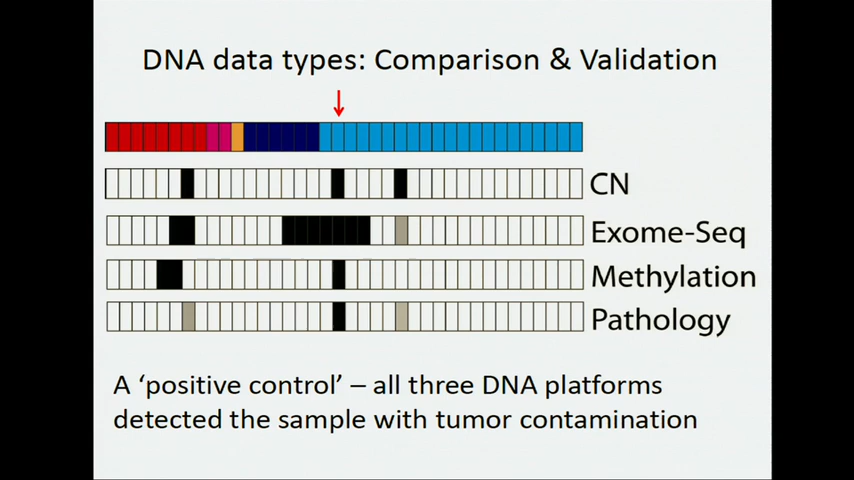 DNA data types: Comparison & Validation
CN
Exome-Seq
Methylation
Pathology
A ‘positive control’ – all three DNA platforms
detected the sample with tumor contamination